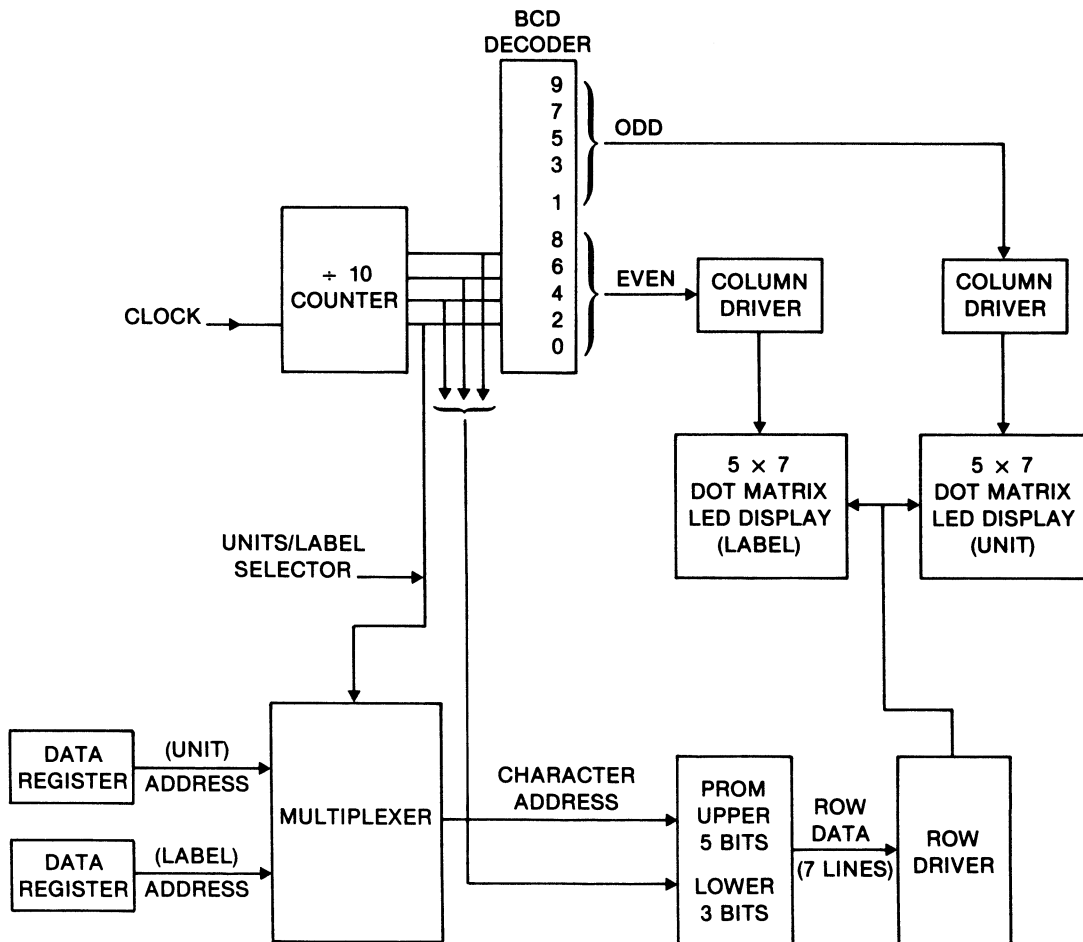 BCD
DECODER
9
7
5
3
1
8
6
4
2
0
ODD
EVEN
÷ 10
COUNTER
CLOCK
COLUMN
DRIVER
COLUMN
DRIVER
5 × 7
DOT MATRIX
LED DISPLAY
(LABEL)
5 × 7
DOT MATRIX
LED DISPLAY
(UNIT)
UNITS/LABEL
SELECTOR
DATA
REGISTER
(UNIT)
ADDRESS
DATA
REGISTER
(LABEL)
ADDRESS
MULTIPLEXER
CHARACTER
ADDRESS
PROM
UPPER
5 BITS
LOWER
3 BITS
ROW
DATA
(7 LINES)
ROW
DRIVER